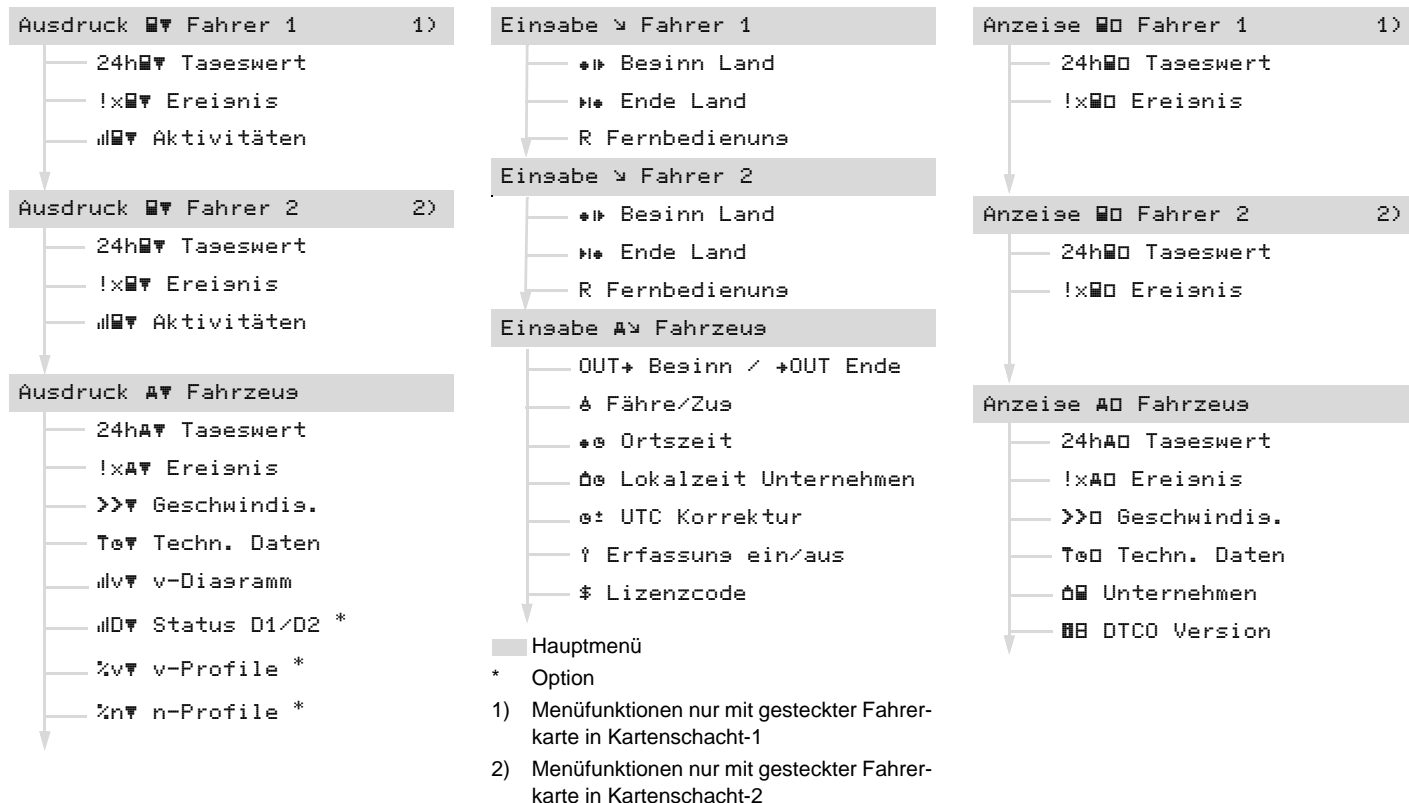 Ausdruck Fahrer 1 1)
24h Tageswert
!x Ereignis
Aktivitäten
Ausdruck Fahrer 2 2)
24h Tageswert
!x Ereignis
Aktivitäten
Ausdruck Fahrzeug
24h Tageswert
!x Ereignis
>> Geschwindig.
Techn. Daten
v v-Diagramm
D Status D1/D2 *
%v v-Profile *
%n n-Profile *
Eingabe Fahrer 1
Beginn Land
Ende Land
R Fernbedienung
Eingabe Fahrer 2
Beginn Land
Ende Land
R Fernbedienung
Eingabe Fahrzeug
OUT Beginn / OUT Ende
Fähre/Zug
Ortszeit
Lokalzeit Unternehmen
UTC Korrektur
Erfassung ein/aus
Lizenzcode
Hauptmenü
* Option
1) Menüfunktionen nur mit gesteckter Fahrer-
karte in Kartenschacht-1
2) Menüfunktionen nur mit gesteckter Fahrer-
karte in Kartenschacht-2
Anzeige Fahrer 1 1)
24h Tageswert
!x Ereignis
Anzeige Fahrer 2 2)
24h Tageswert
!x Ereignis
Anzeige Fahrzeug
24h Tageswert
!x Ereignis
>> Geschwindig.
Techn. Daten
Unternehmen
DTCO Version